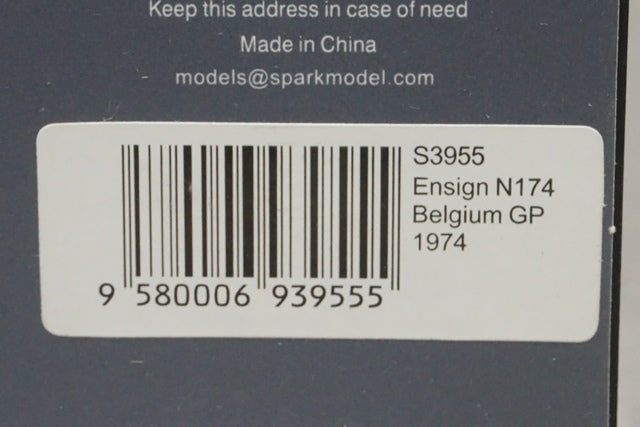 Keep this address in case of need
Made in China
models@sparkmodel.com
S3955
Ensign N174
Belgium GP
1974
9 580006 939555